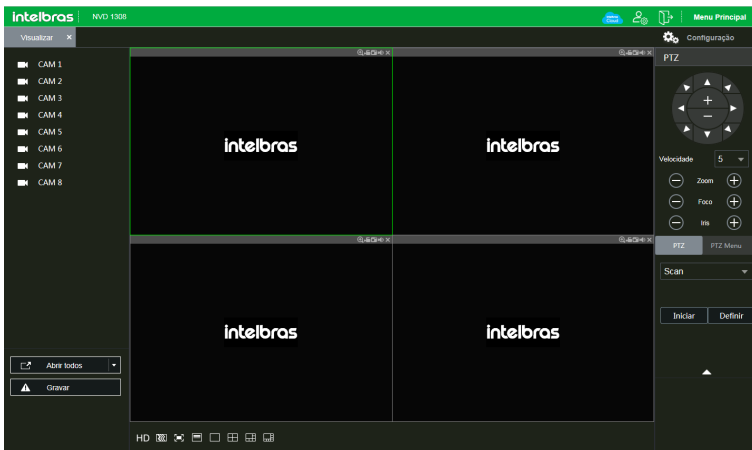 intelbras NVD 1308 Menu Principal
Visualizar × Configuração
PTZ
CAM 1
CAM 2
CAM 3
CAM 4
CAM 5
CAM 6
CAM 7
CAM 8
intelbras intelbras
Velocidade 5
Zoom
Foco
Iris
PTZ PTZ Menu
Scan
Iniciar Definir
intelbras intelbras
Abrir todos
Gravar
HD